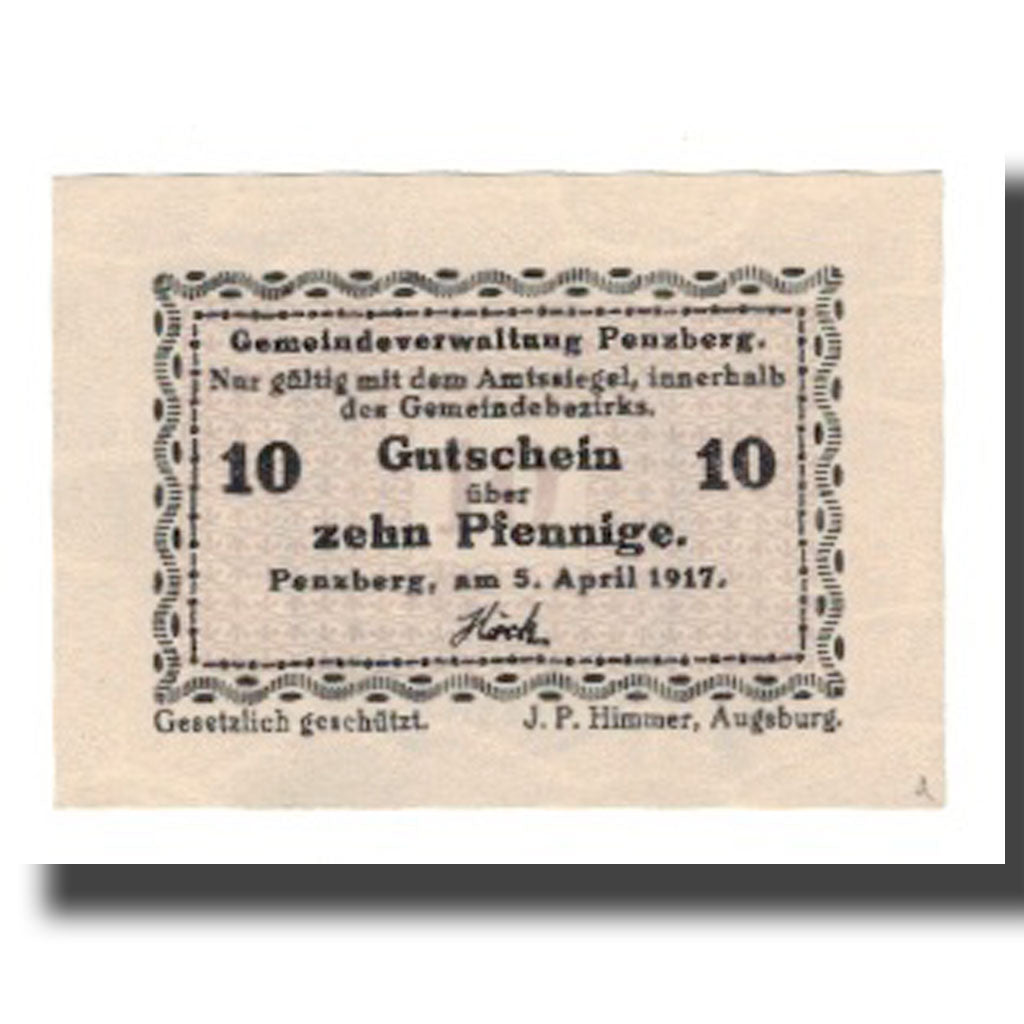 Gemeindeverwaltung Penzberg.
Nur gültig mit dem Amtssiegel, innerhalb
des Gemeindebezirks.
10 Gutschein 10
über
zehn Pfennige.
Penzberg, am 5. April 1917.
Höck
Gesetzlich geschützt. J. P. Himmer, Augsburg.